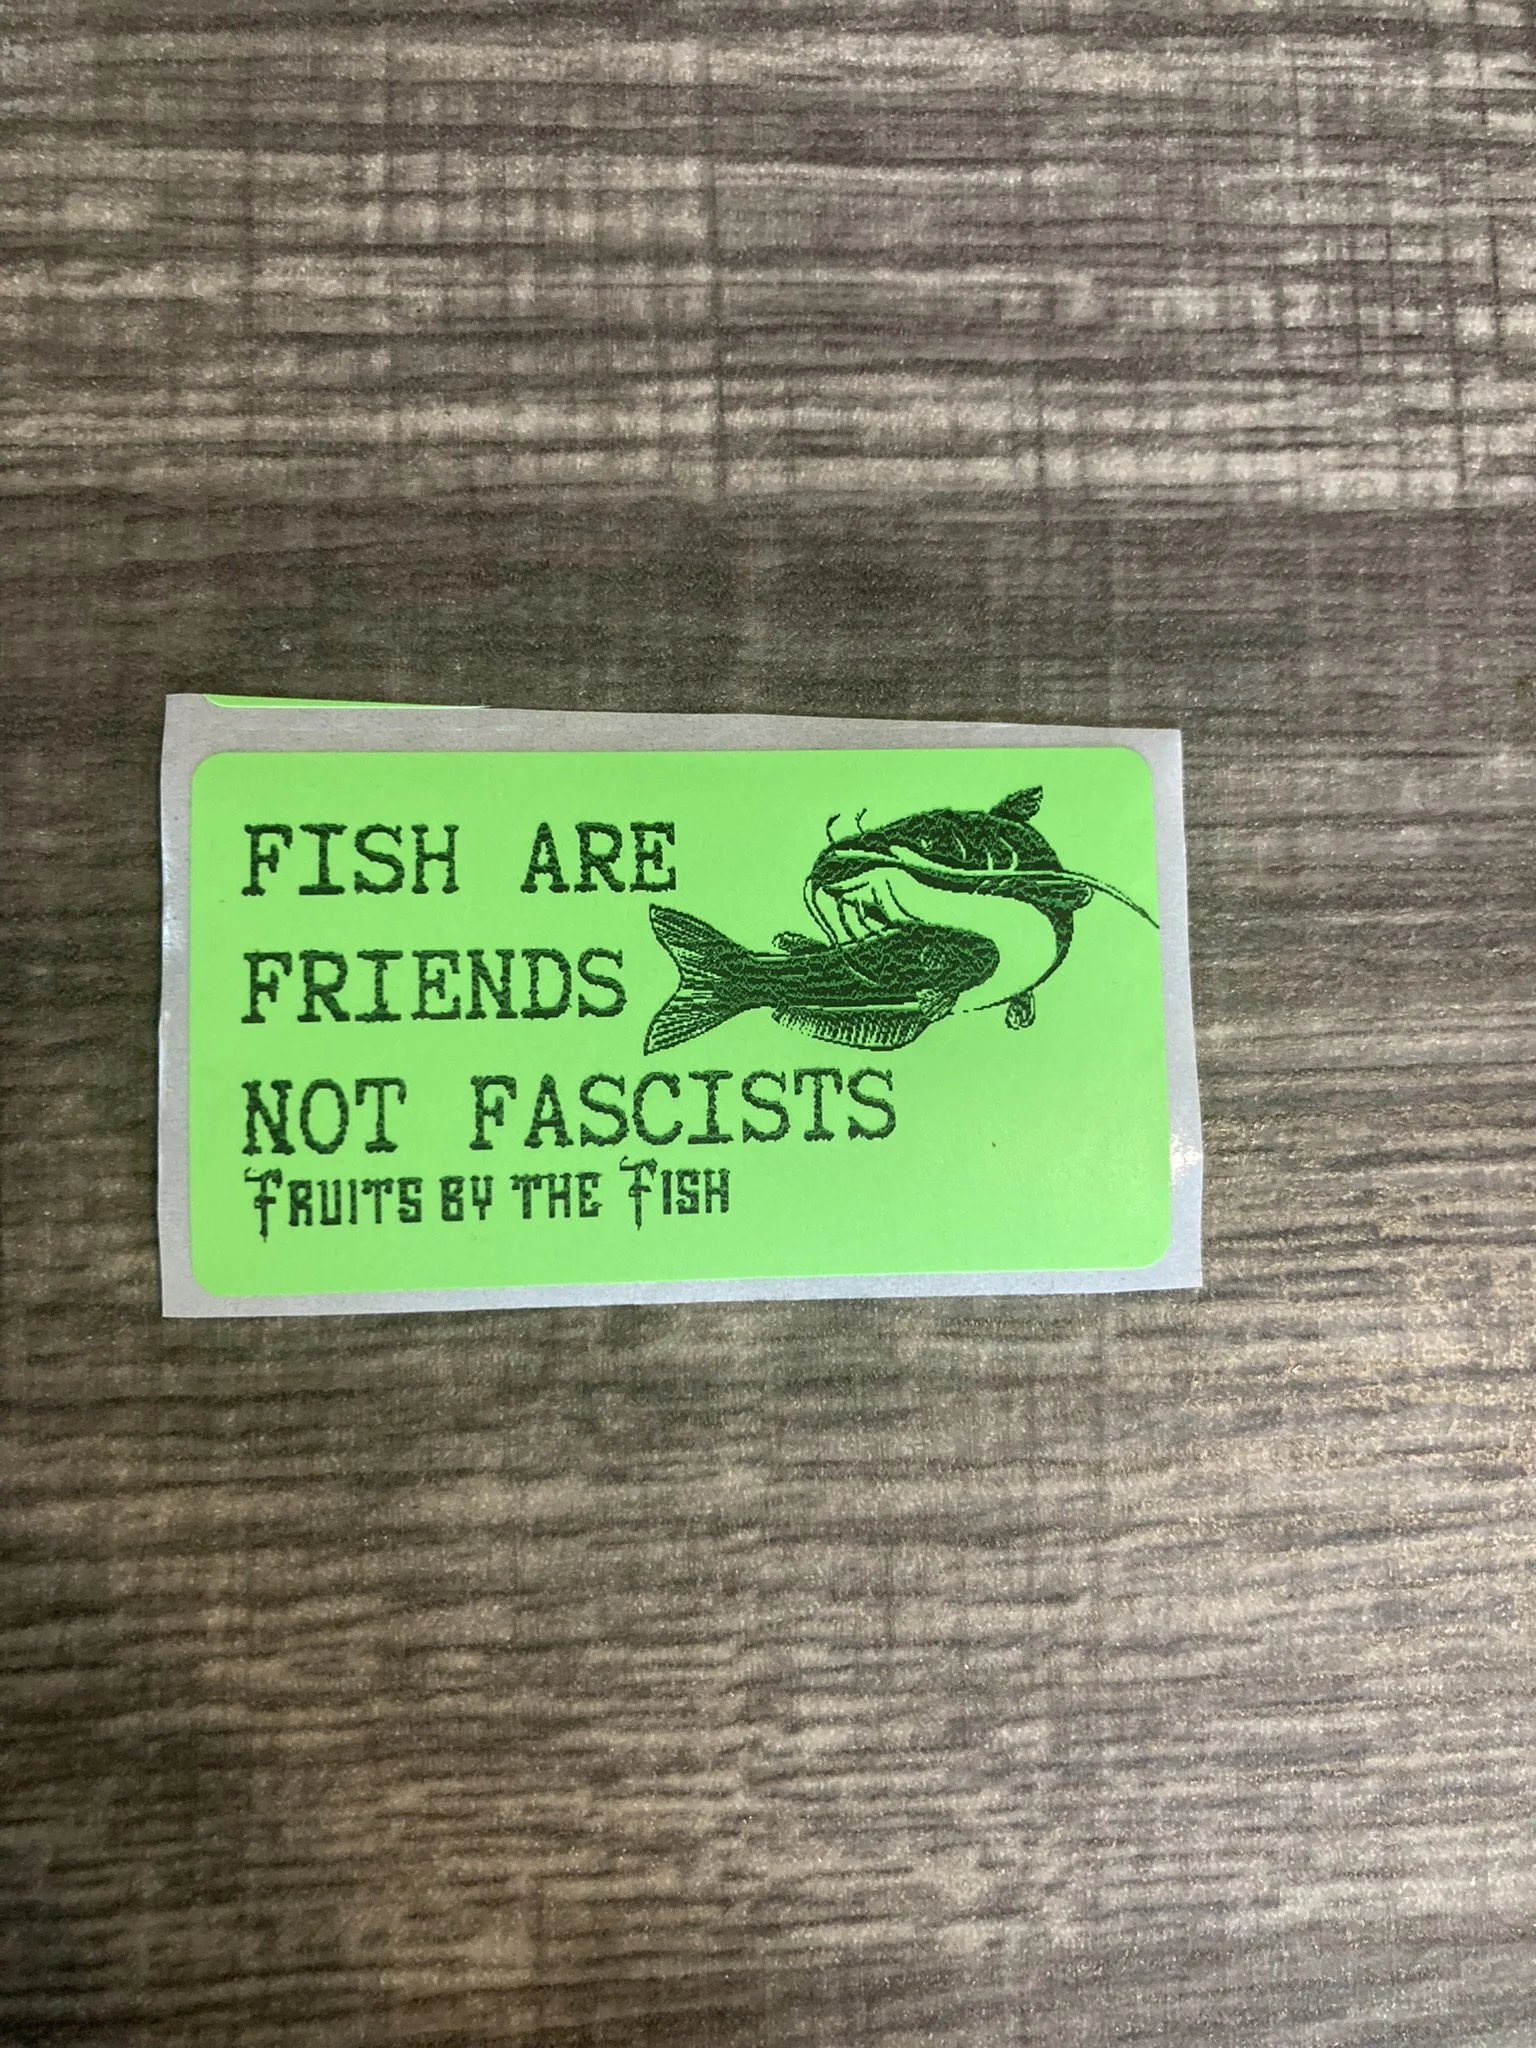 FISH ARE
FRIENDS
NOT FASCISTS
FRUITS BY THE FISH